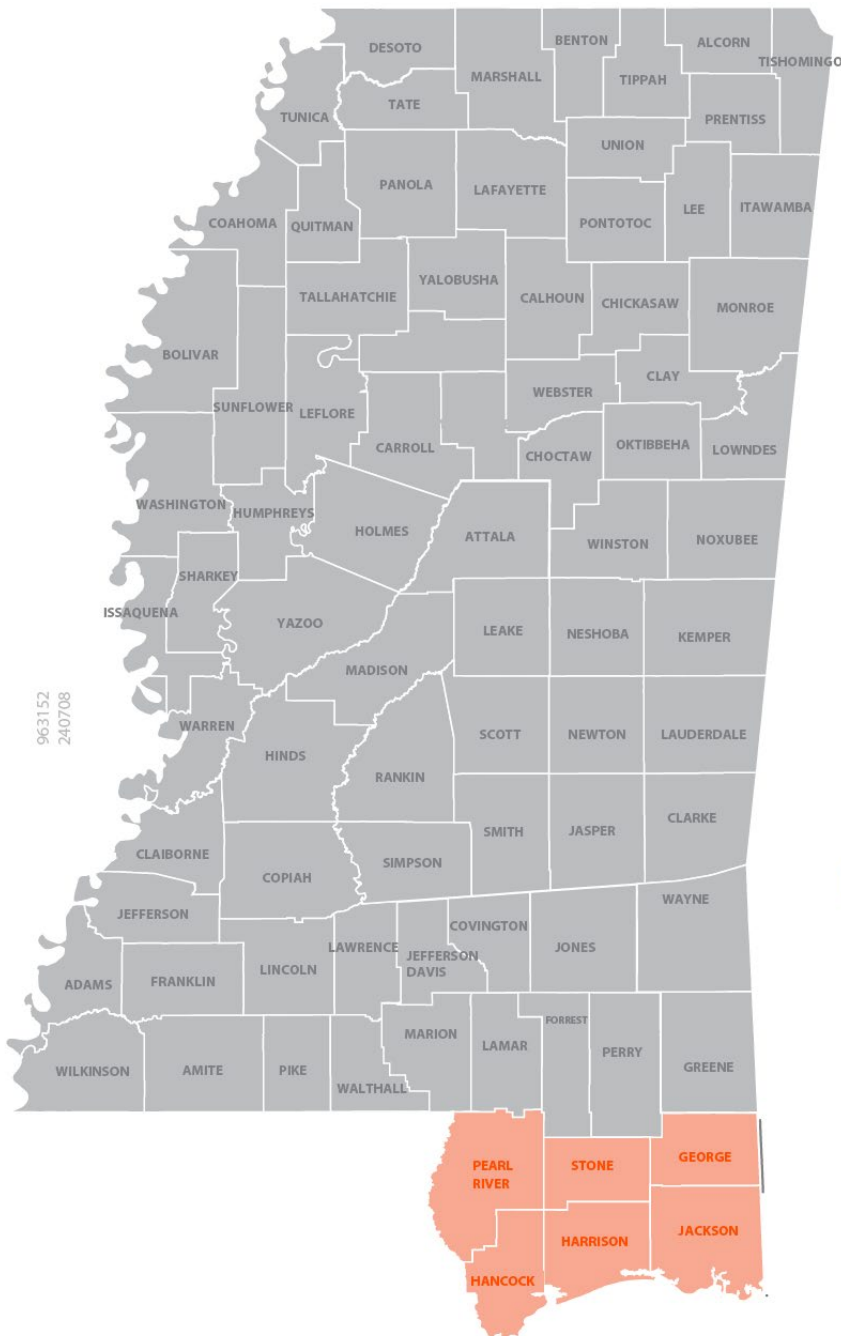 DESOTO
BENTON
ALCORN
TISHOMINGO
MARSHALL
TIPPAH
TATE
TUNICA
PRENTISS
UNION
PANOLA
LAFAYETTE
COAHOMA
QUITMAN
PONTOTOC
LEE
ITAWAMBA
YALOBUSHA
TALLAHATCHIE
CALHOUN
CHICKASAW
MONROE
BOLIVAR
CLAY
WEBSTER
SUNFLOWER
LEFLORE
CARROLL
CHOCTAW
OKTIBBEHA
LOWNDES
WASHINGTON
HUMPHREYS
HOLMES
ATTALA
WINSTON
NOXUBEE
SHARKEY
ISSAQUENA
YAZOO
LEAKE
NESHOBA
KEMPER
MADISON
963152
240708
WARREN
HINDS
SCOTT
NEWTON
LAUDERDALE
RANKIN
SMITH
JASPER
CLARKE
CLAIBORNE
COPIAH
SIMPSON
JEFFERSON
WAYNE
LAWRENCE
COVINGTON
JONES
JEFFERSON
DAVIS
ADAMS
FRANKLIN
LINCOLN
MARION
LAMAR
FORREST
PERRY
GREENE
WILKINSON
AMITE
PIKE
WALTHALL
PEARL
RIVER
STONE
GEORGE
HARRISON
JACKSON
HANCOCK